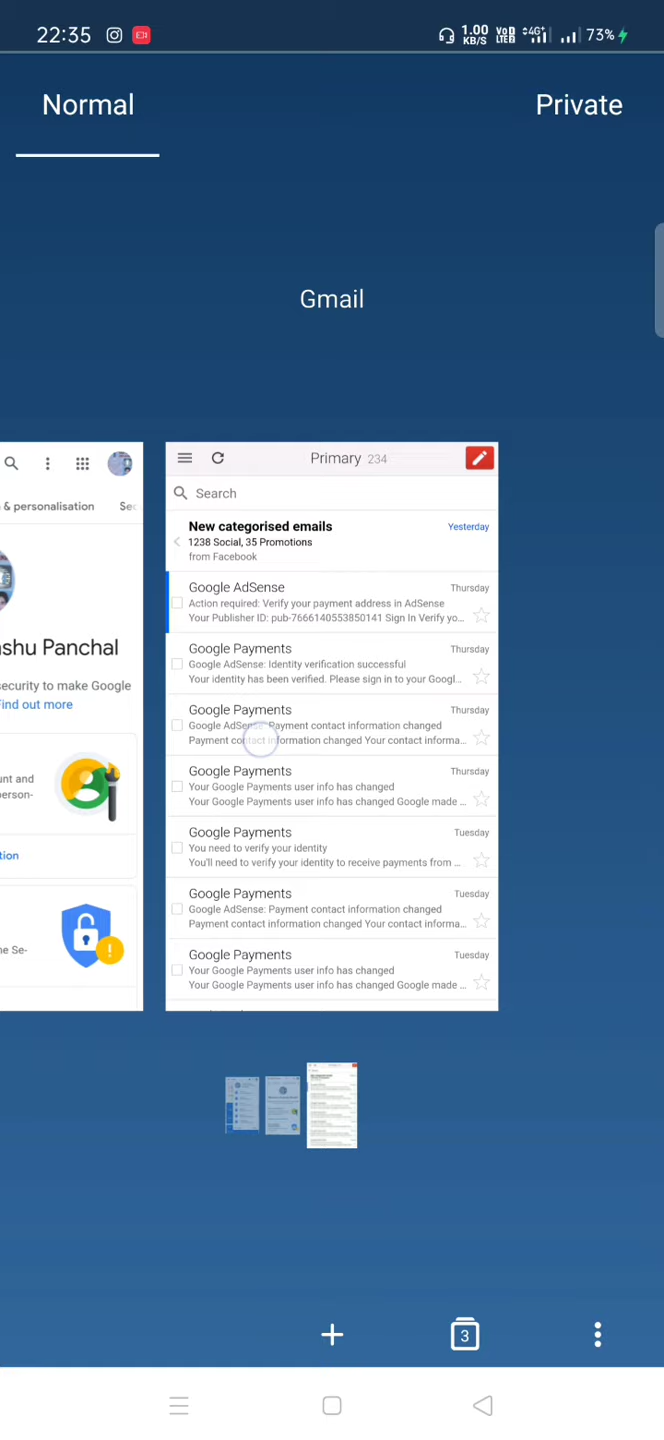 22:35
1.00 KB/S VoD LTE 4G+ 73%
Normal
Private
Gmail
& personalisation
shu Panchal
security to make Google
Find out more
unt and
person-
tion
ne Se-
Primary 234
Search
New categorised emails Yesterday
1238 Social, 35 Promotions
from Facebook
Google AdSense Thursday
Action required: Verify your payment address in AdSense
Your Publisher ID: pub-7666140553850141 Sign In Verify yo...
Google Payments Thursday
Google AdSense: Identity verification successful
Your identity has been verified. Please sign in to your Googl...
Google Payments Thursday
Google AdSense: Payment contact information changed
Payment contact information changed Your contact informa...
Google Payments Thursday
Your Google Payments user info has changed
Your Google Payments user info has changed Google made ...
Google Payments Tuesday
You need to verify your identity
You'll need to verify your identity to receive payments from ...
Google Payments Tuesday
Google AdSense: Payment contact information changed
Payment contact information changed Your contact informa...
Google Payments Tuesday
Your Google Payments user info has changed
Your Google Payments user info has changed Google made ...
3